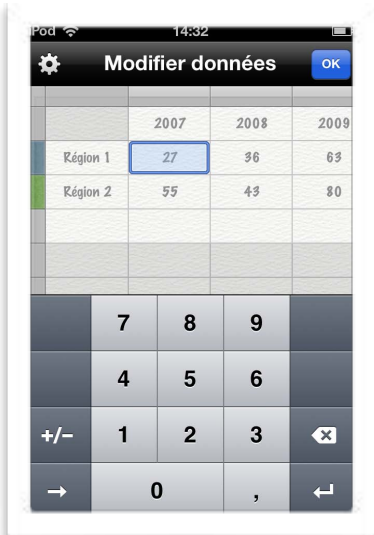 iPod 14:32
Modifier données OK
2007 2008 2009
Région 1 27 36 63
Région 2 55 43 80
7 8 9
4 5 6
+/- 1 2 3
0 ,